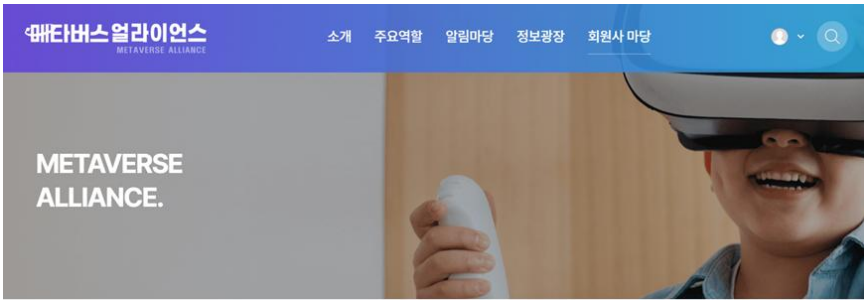 메타버스 얼라이언스
METAVERSE ALLIANCE
소개 주요역할 알림마당 정보광장 회원사 마당
METAVERSE
ALLIANCE.